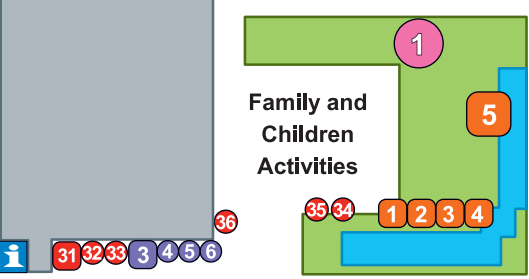 1
5
Family and
Children
Activities
36
35 34 1 2 3 4
i 31 32 33 3 4 5 6